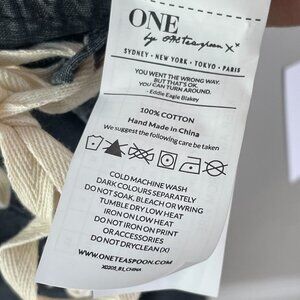 ONE
by oneteaspoon x*
SYDNEY • NEW YORK • TOKYO • PARIS
YOU WENT THE WRONG WAY.
BUT THAT'S OK.
YOU CAN TURN AROUND.
- Eddie Eagle Blakey
100% COTTON
Hand Made in China
We suggest the following care be taken
COLD MACHINE WASH
DARK COLOURS SEPARATELY
DO NOT SOAK, BLEACH OR WRING
TUMBLE DRY LOW HEAT
IRON ON LOW HEAT
DO NOT IRON ON PRINT
OR ACCESSORIES
DO NOT DRYCLEAN (X)
WWW.ONETEASPOON.COM